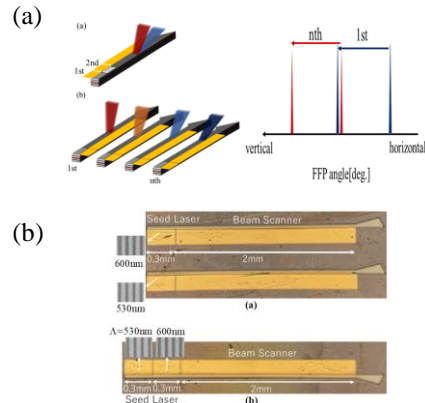 (a)
(a)
2nd
1st
(b)
1st
nth
nth
1st
vertical
horizontal
FFP angle[deg.]
(b)
Seed Laser
Beam Scanner
600nm
0.3mm
2mm
530nm
(a)
Λ=530nm
600nm
Beam Scanner
0.3mm
0.3mm
2mm
Seed Laser
(b)